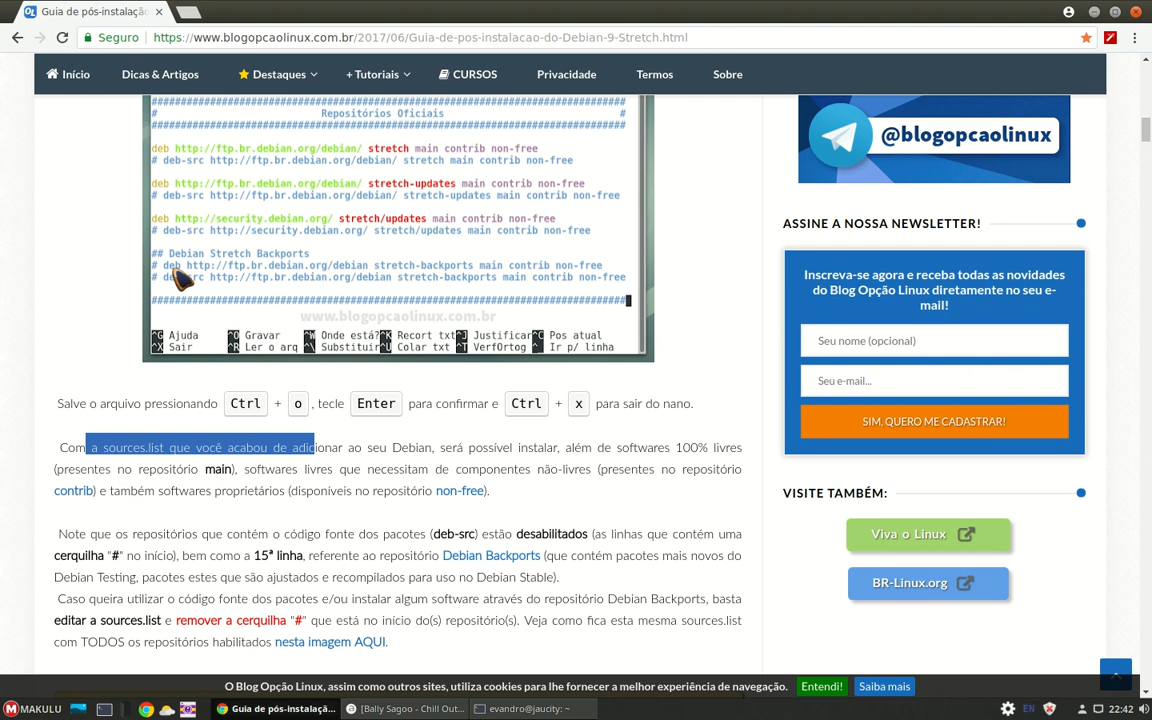 Guia de pós-instalação
Seguro
https://www.blogopcaolinux.com.br/2017/06/Guia-de-pos-instalacao-do-Debian-9-Stretch.html
Início Dicas & Artigos Destaques + Tutoriais CURSOS Privacidade Termos Sobre
#################################################################################
# Repositórios Oficiais
#################################################################################
deb http://ftp.br.debian.org/debian/ stretch main contrib non-free
# deb-src http://ftp.br.debian.org/debian/ stretch main contrib non-free
deb http://ftp.br.debian.org/debian/ stretch-updates main contrib non-free
# deb-src http://ftp.br.debian.org/debian/ stretch-updates main contrib non-free
deb http://security.debian.org/ stretch/updates main contrib non-free
# deb-src http://security.debian.org/ stretch/updates main contrib non-free
## Debian Stretch Backports
# deb http://ftp.br.debian.org/debian stretch-backports main contrib non-free
# deb-src http://ftp.br.debian.org/debian stretch-backports main contrib non-free
#################################################################################
www.blogopcaolinux.com.br
^G Ajuda ^O Gravar ^W Onde está? ^K Recort txt ^J Justificar ^C Pos atual
^X Sair ^R Ler o arq ^\ Substituir ^U Colar txt ^T VerfOrtog ^_ Ir p/ linha
Salve o arquivo pressionando Ctrl + o , tecle Enter para confirmar e Ctrl + x para sair do nano.
Com a sources.list que você acabou de adicionar ao seu Debian, será possível instalar, além de softwares 100% livres
(presentes no repositório main), softwares livres que necessitam de componentes não-livres (presentes no repositório
contrib) e também softwares proprietários (disponíveis no repositório non-free).
Note que os repositórios que contém o código fonte dos pacotes (deb-src) estão desabilitados (as linhas que contém uma
cerquilha "#" no início), bem como a 15ª linha, referente ao repositório Debian Backports (que contém pacotes mais novos do
Debian Testing, pacotes estes que são ajustados e recompilados para uso no Debian Stable).
Caso queira utilizar o código fonte dos pacotes e/ou instalar algum software através do repositório Debian Backports, basta
editar a sources.list e remover a cerquilha "#" que está no início do(s) repositório(s). Veja como fica esta mesma sources.list
com TODOS os repositórios habilitados nesta imagem AQUI.
@blogopcaolinux
ASSINE A NOSSA NEWSLETTER!
Inscreva-se agora e receba todas as novidades
do Blog Opção Linux diretamente no seu e-
mail!
Seu nome (opcional)
Seu e-mail...
SIM, QUERO ME CADASTRAR!
VISITE TAMBÉM:
Viva o Linux
BR-Linux.org
O Blog Opção Linux, assim como outros sites, utiliza cookies para lhe fornecer a melhor experiência de navegação. Entendi! Saiba mais
MAKULU Guia de pós-instalaçã... [Bally Sagoo - Chill Out... evandro@jaucity: ~ EN 22:42